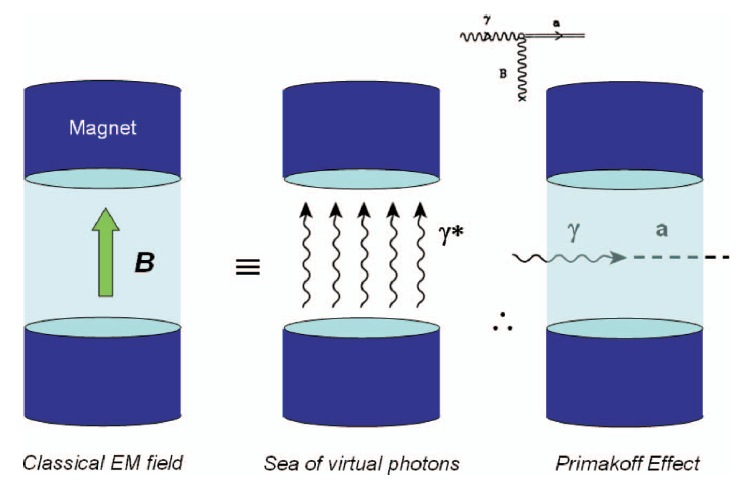 γ
a
B
Magnet
B
γ*
γ
a
≡
∴
Classical EM field
Sea of virtual photons
Primakoff Effect